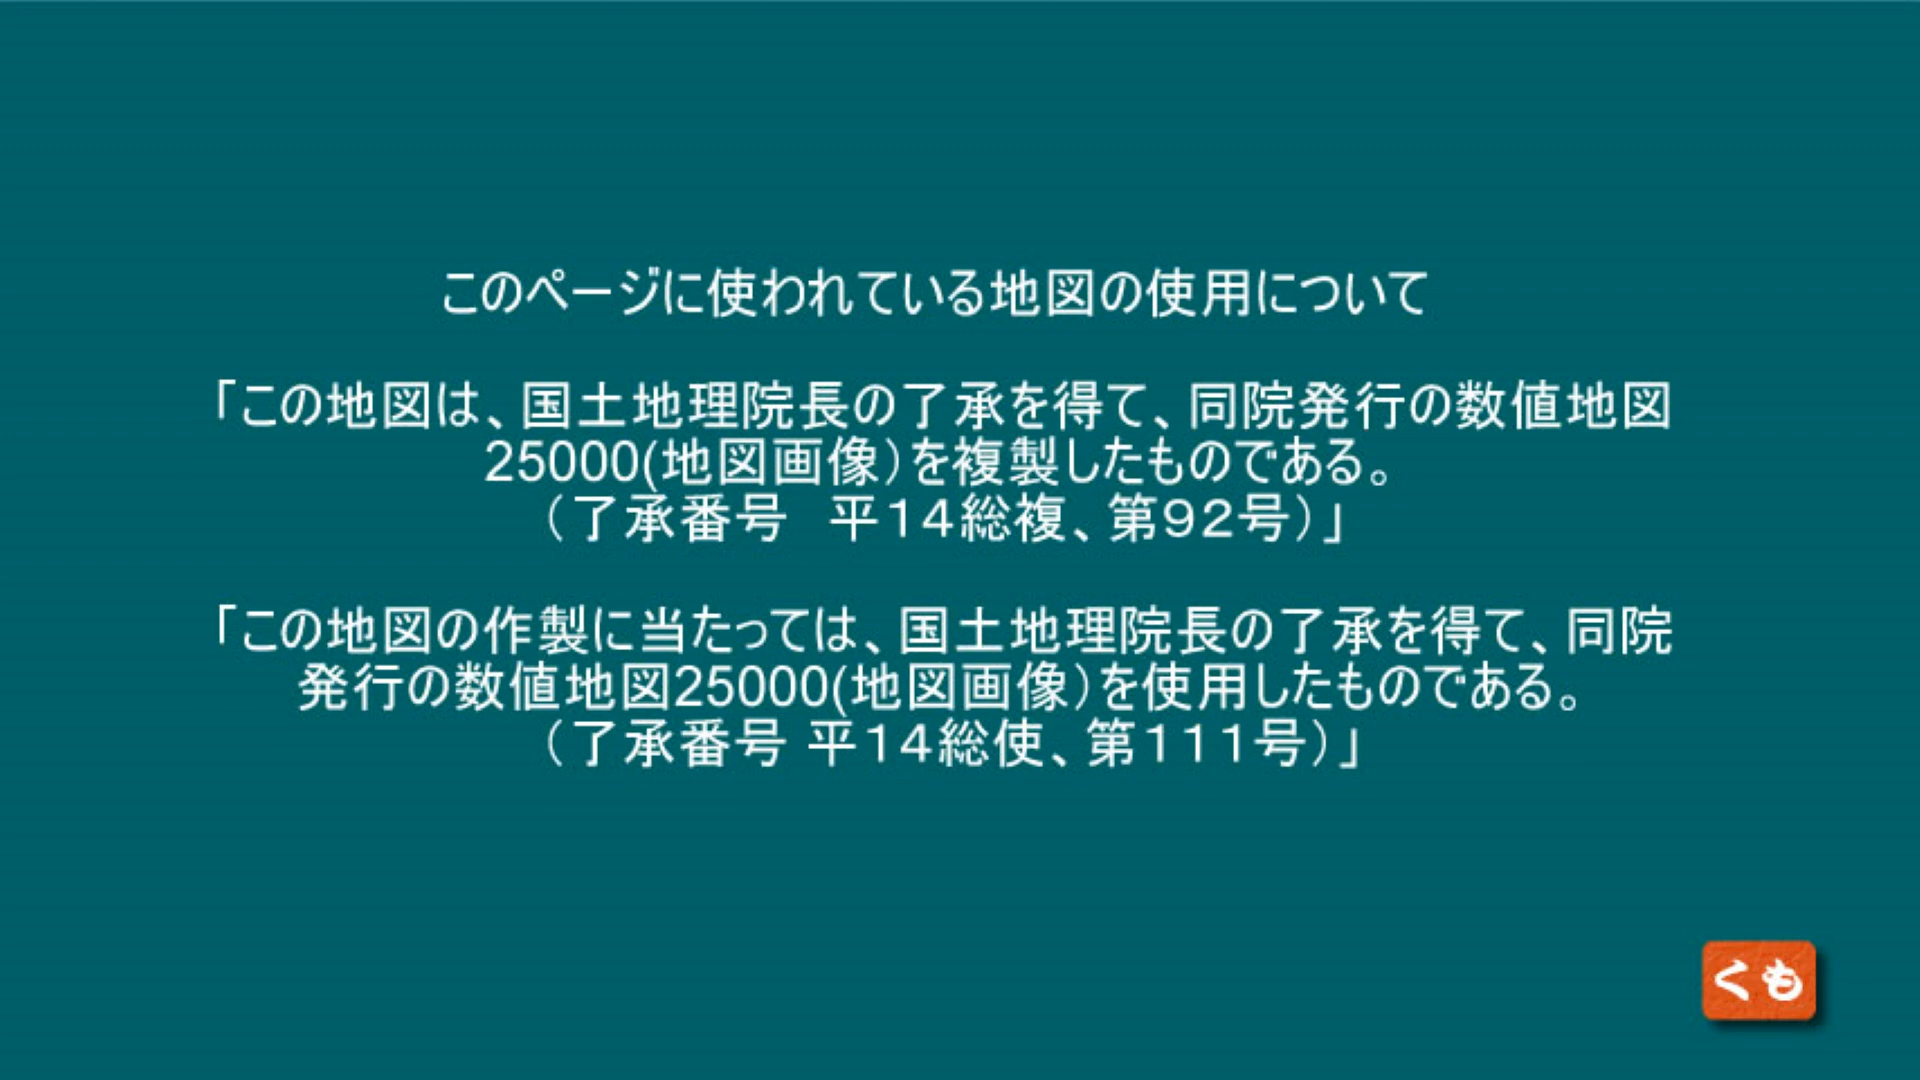 このページに使われている地図の使用について
「この地図は、国土地理院長の了承を得て、同院発行の数値地図
25000(地図画像）を複製したものである。
（了承番号　平１４総複、第９２号）」
「この地図の作製に当たっては、国土地理院長の了承を得て、同院
発行の数値地図25000(地図画像）を使用したものである。
（了承番号 平１４総使、第１１１号）」
くも